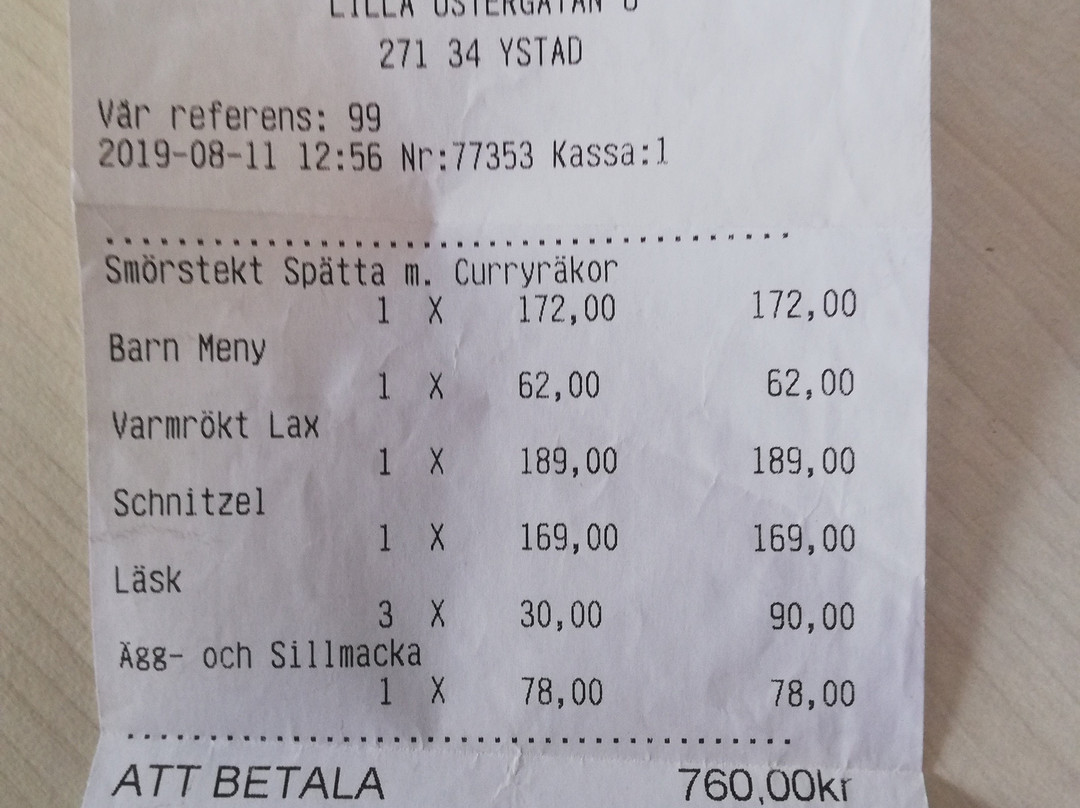 LILLA ÖSTERGATAN
271 34 YSTAD
Vår referens: 99
2019-08-11 12:56 Nr:77353 Kassa:1
Smörstekt Spätta m. Curryräkor
1 X 172,00 172,00
Barn Meny
1 X 62,00 62,00
Varmrökt Lax
1 X 189,00 189,00
Schnitzel
1 X 169,00 169,00
Läsk
3 X 30,00 90,00
Ägg- och Sillmacka
1 X 78,00 78,00
ATT BETALA 760,00kr